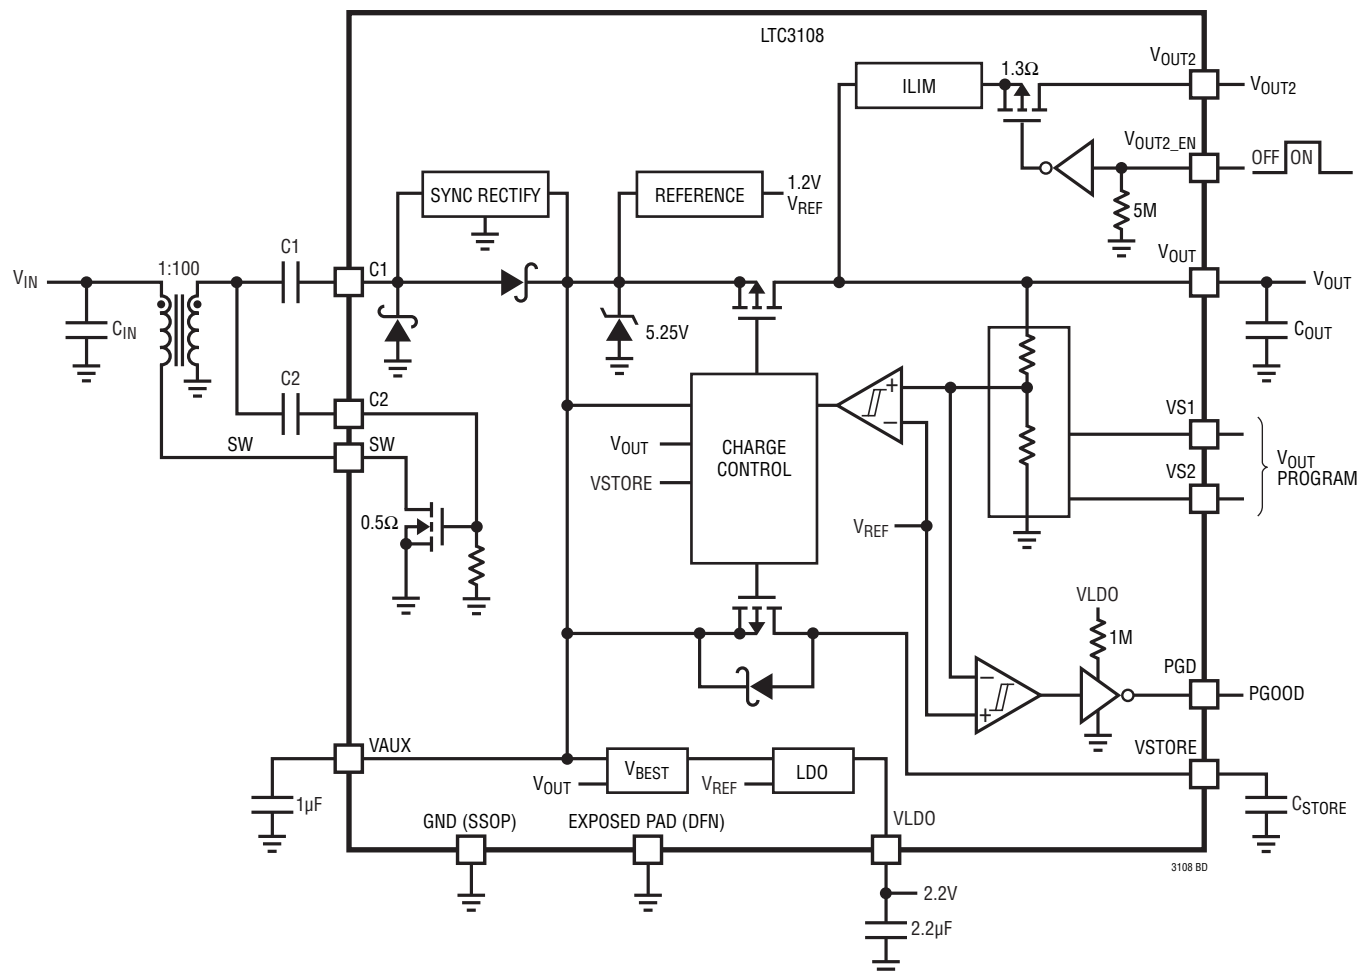 LTC3108
VOUT2
1.3Ω
ILIM
VOUT2
VOUT2_EN
OFF ON
5M
SYNC RECTIFY
REFERENCE
1.2V
VREF
VOUT
C1
1:100
C1
VIN
VOUT
CIN
5.25V
COUT
C2
C2
VS1
SW
SW
VOUT
VSTORE
CHARGE
CONTROL
VS2
VOUT
PROGRAM
0.5Ω
VREF
VLDO
1M
PGD
PGOOD
VSTORE
VAUX
VBEST
LDO
VOUT
VREF
1µF
CSTORE
GND (SSOP)
EXPOSED PAD (DFN)
VLDO
3108 BD
2.2V
2.2µF
+
−
−
+